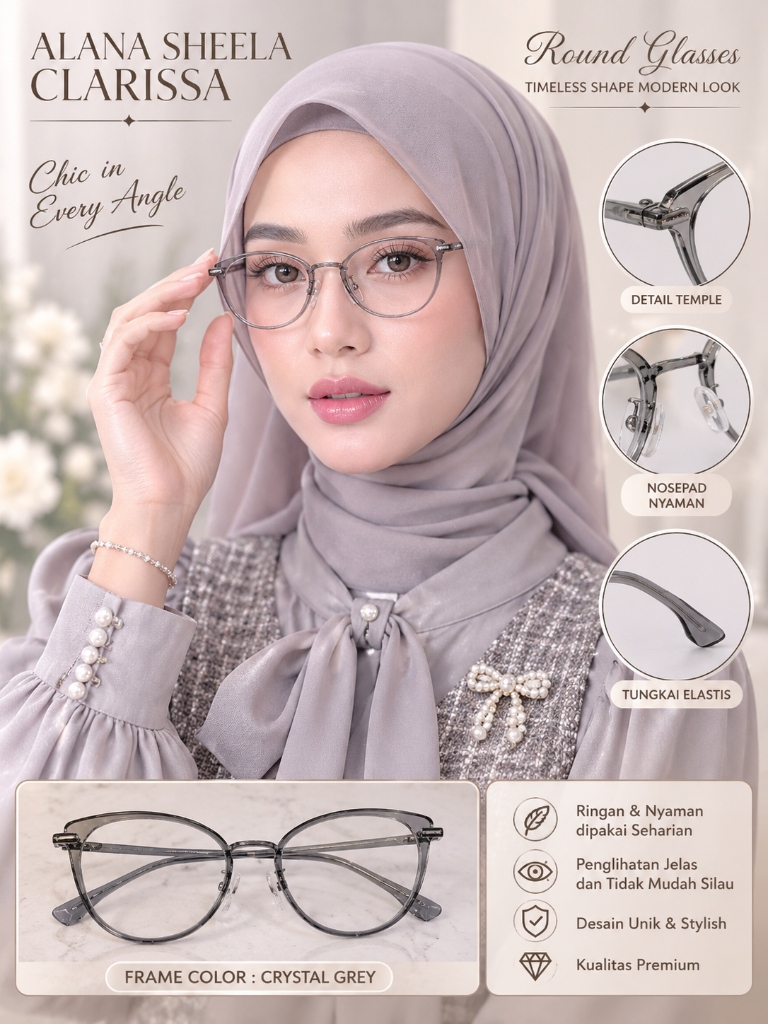 ALANA SHEELA
CLARISSA
Chic in
Every Angle
Round Glasses
TIMELESS SHAPE MODERN LOOK
DETAIL TEMPLE
NOSEPAD
NYAMAN
TUNGKAI ELASTIS
FRAME COLOR : CRYSTAL GREY
Ringan & Nyaman
dipakai Seharian
Penglihatan Jelas
dan Tidak Mudah Silau
Desain Unik & Stylish
Kualitas Premium